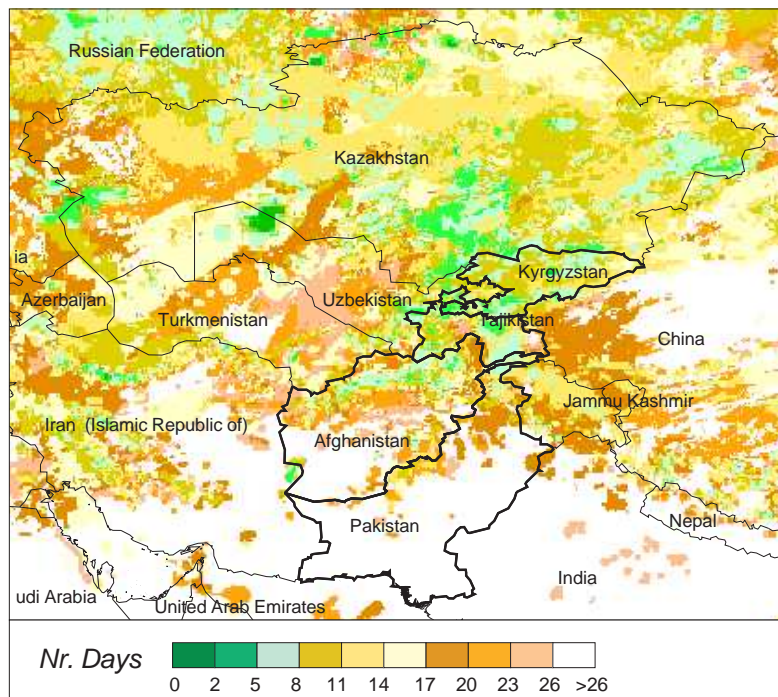 Russian Federation
Kazakhstan
ia
Kyrgyzstan
Azerbaijan
Uzbekistan
Turkmenistan
Tajikistan
China
Jammu Kashmir
Iran (Islamic Republic of)
Afghanistan
Pakistan
Nepal
India
udi Arabia
United Arab Emirates
Nr. Days
0 2 5 8 11 14 17 20 23 26 >26